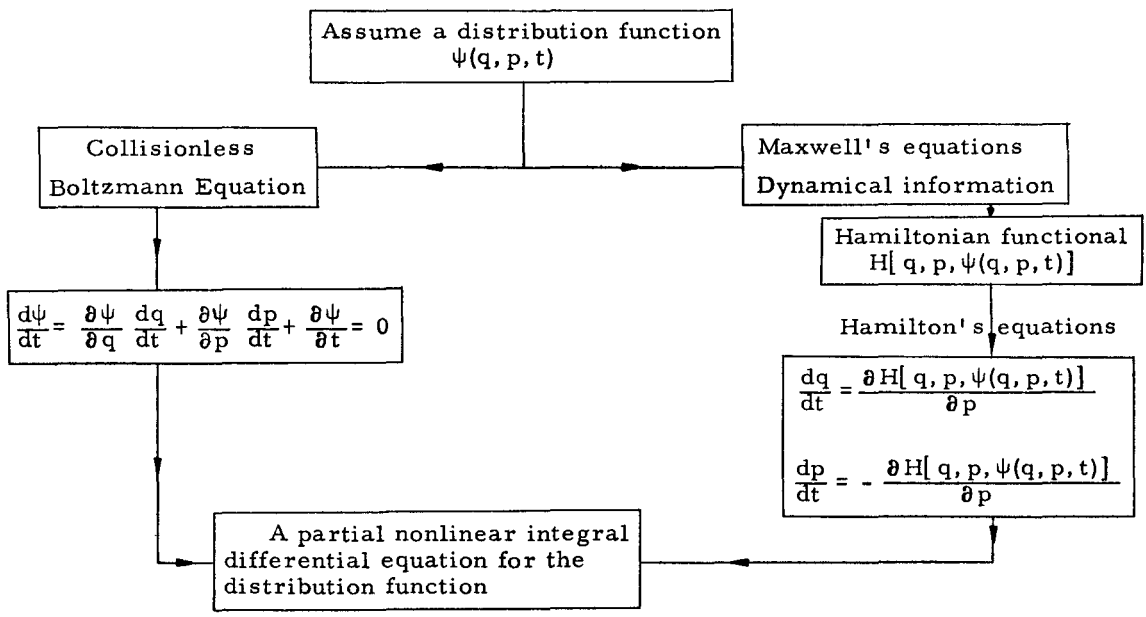 Assume a distribution function
ψ(q, p, t)
Collisionless
Boltzmann Equation
Maxwell's equations
Dynamical information
Hamiltonian functional
H[ q, p, ψ(q, p, t)]
dψ/dt = ∂ψ/∂q dq/dt + ∂ψ/∂p dp/dt + ∂ψ/∂t = 0
Hamilton's equations
dq/dt = ∂H[ q, p, ψ(q, p, t)]/∂p
dp/dt = - ∂H[ q, p, ψ(q, p, t)]/∂p
A partial nonlinear integral
differential equation for the
distribution function